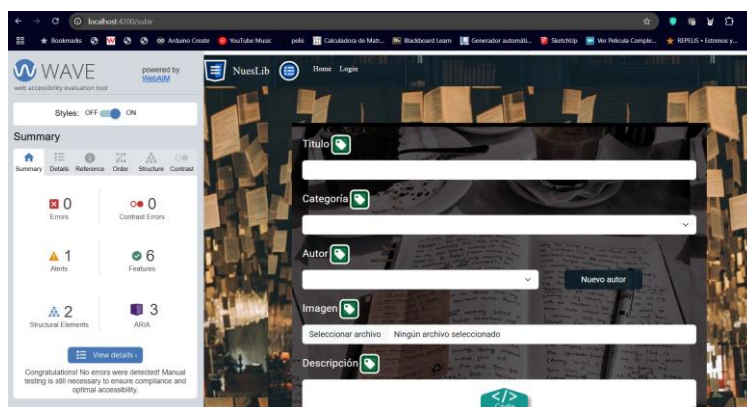 localhost:4200/subir
Bookmarks
Arduino Create
YouTube Music
pelis
Calculadora de Matr...
Blackboard Learn
Generador automáti...
SketchUp
Ver Pelicula Comple...
REPELIS - Estrenos y...
WAVE
powered by
WebAIM
web accessibility evaluation tool
Styles: OFF ON
Summary
Summary Details Reference Order Structure Contrast
0
Errors
0
Contrast Errors
1
Alerts
6
Features
2
Structural Elements
3
ARIA
View details ›
Congratulations! No errors were detected! Manual
testing is still necessary to ensure compliance and
optimal accessibility.
NuesLib
Home Login
Titulo
Categoría
Autor
Nuevo autor
Imagen
Seleccionar archivo Ningún archivo seleccionado
Descripción
</>
Code